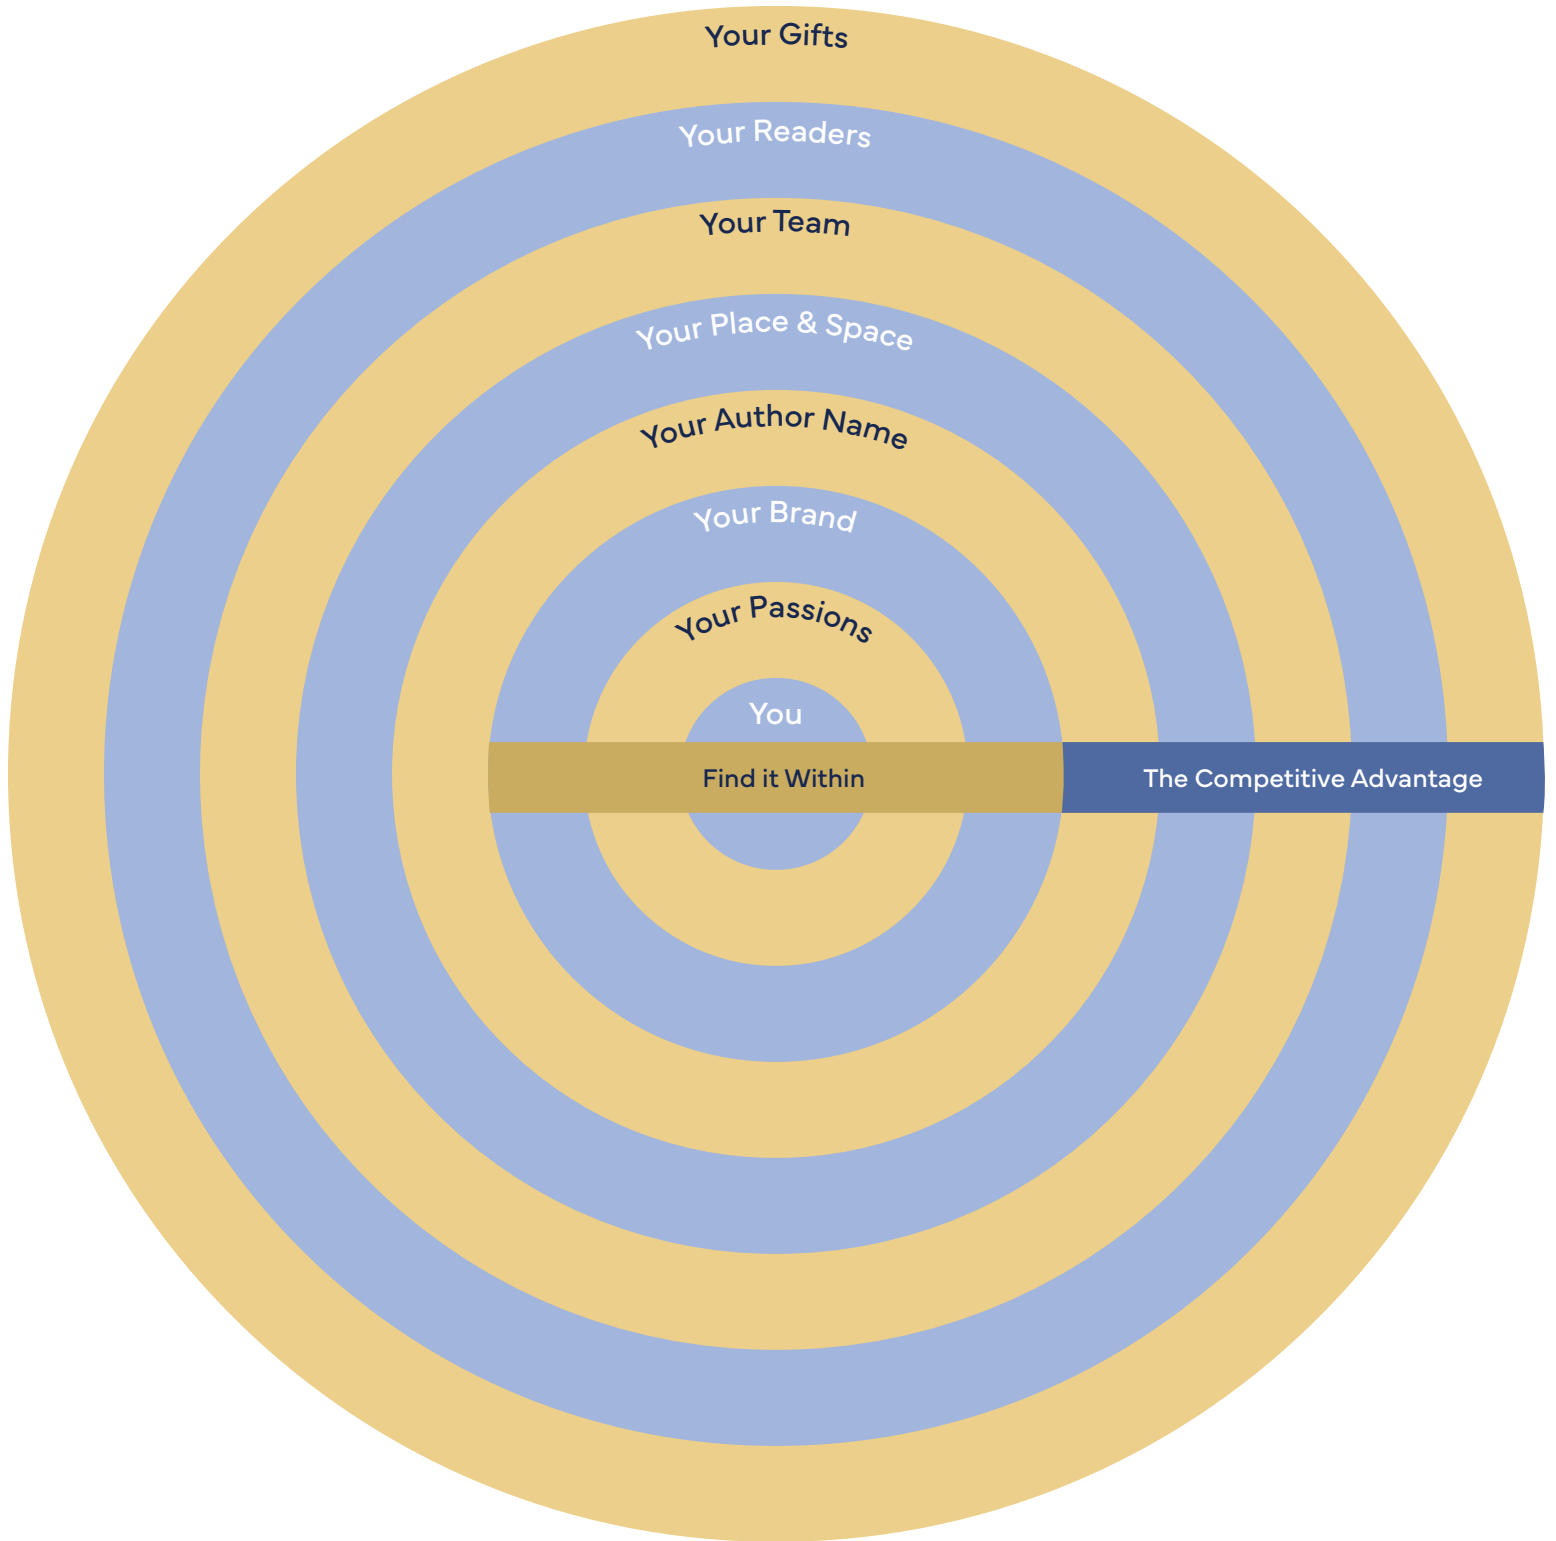 Your Gifts
Your Readers
Your Team
Your Place & Space
Your Author Name
Your Brand
Your Passions
You
Find it Within
The Competitive Advantage